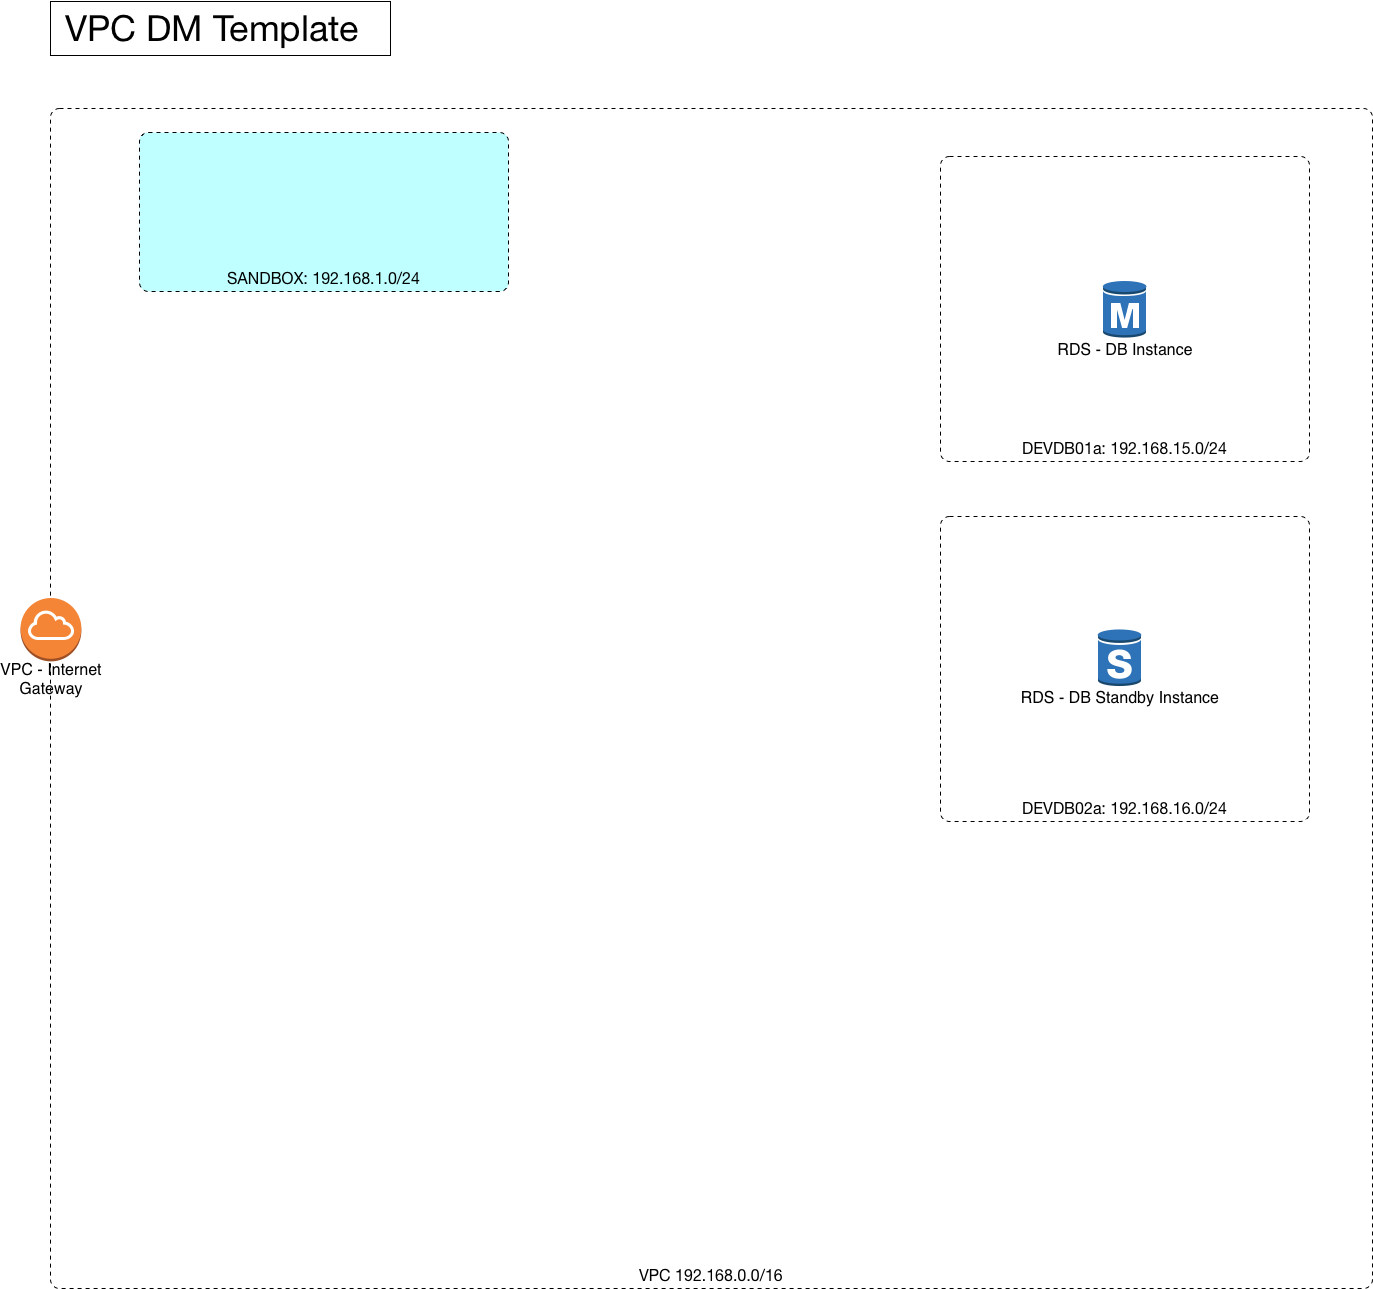 VPC DM Template
SANDBOX: 192.168.1.0/24
M
RDS - DB Instance
DEVDB01a: 192.168.15.0/24
VPC - Internet
Gateway
S
RDS - DB Standby Instance
DEVDB02a: 192.168.16.0/24
VPC 192.168.0.0/16